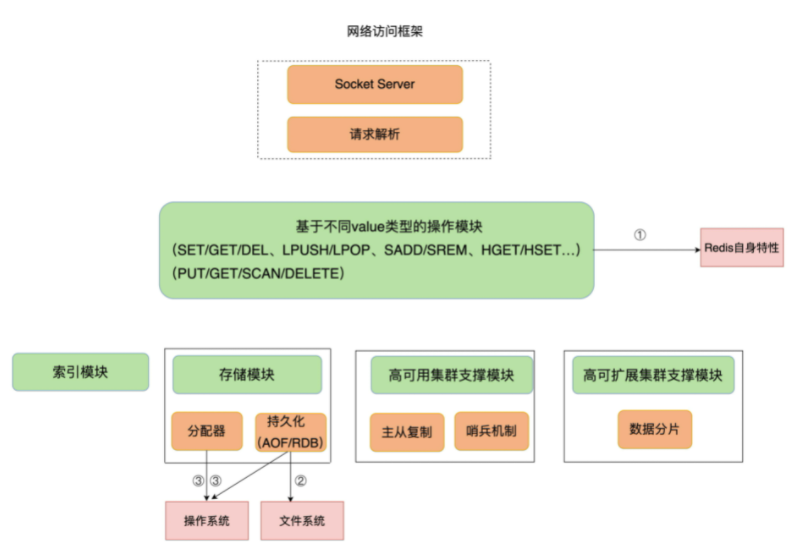 网络访问框架
Socket Server
请求解析
基于不同value类型的操作模块
（SET/GET/DEL、LPUSH/LPOP、SADD/SREM、HGET/HSET…）
（PUT/GET/SCAN/DELETE）
①
Redis自身特性
索引模块
存储模块
高可用集群支撑模块
高可扩展集群支撑模块
分配器
持久化
（AOF/RDB）
主从复制
哨兵机制
数据分片
③
③
②
操作系统
文件系统